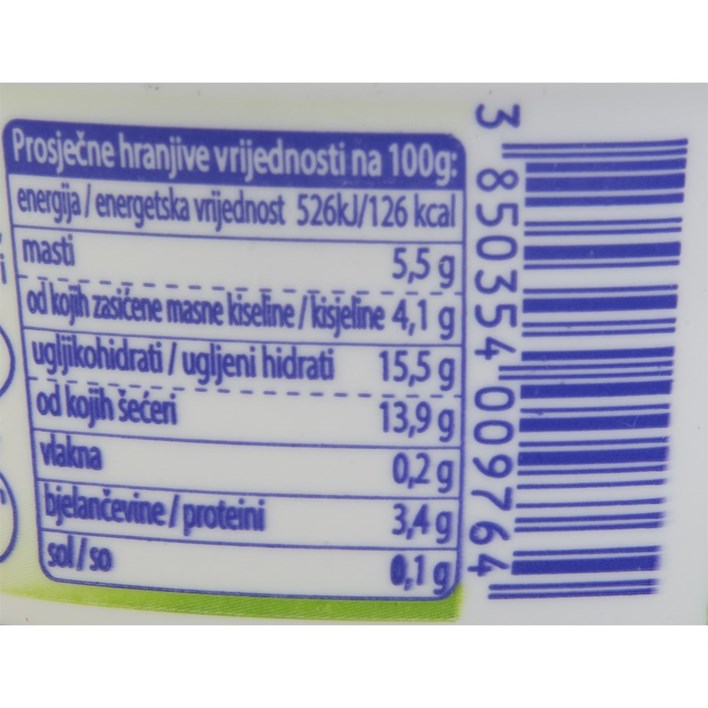 Prosječne hranjive vrijednosti na 100g:
energija / energetska vrijednost 526kJ/126 kcal
masti 5,5 g
od kojih zasićene masne kiseline / kisjeline 4,1 g
ugljikohidrati / ugljeni hidrati 15,5 g
od kojih šećeri 13,9 g
vlakna 0,2 g
bjelančevine / proteini 3,4 g
sol / so 0,1 g
3 850354 009764